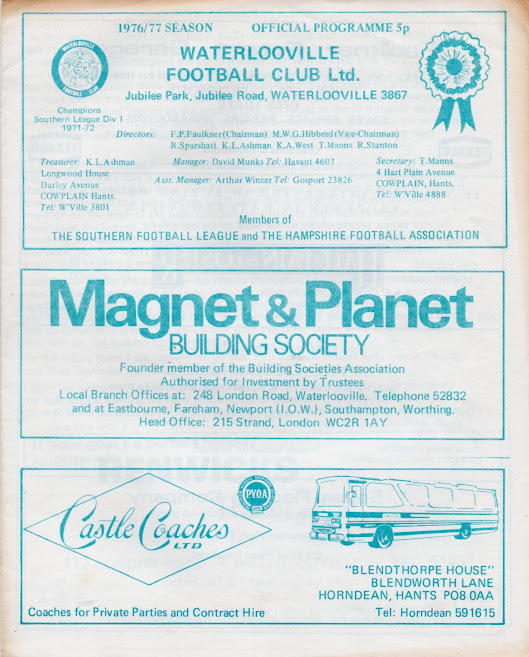 1976/77 SEASON OFFICIAL PROGRAMME 5p
WATERLOOVILLE
FOOTBALL CLUB
WATERLOOVILLE
FOOTBALL CLUB Ltd.
Jubilee Park, Jubilee Road, WATERLOOVILLE 3867
Champions
Southern League Div 1
1971-72
Directors: F.P.Faulkner(Chairman) M.W.G.Hibberd(Vice-Chairman)
R.Sparshatt K.L.Ashman K.A.West T.Manns R.Stanton
Treasurer: K.L.Ashman
Longwood House
Durley Avenue
COWPLAIN, Hants.
Tel: W'Ville 3801
Manager: David Munks Tel: Havant 4607
Asst. Manager: Arthur Winzar Tel: Gosport 23826
Secretary: T.Manns
4 Hart Plain Avenue
COWPLAIN, Hants.
Tel: W'Ville 4888
Members of
THE SOUTHERN FOOTBALL LEAGUE and THE HAMPSHIRE FOOTBALL ASSOCIATION
Magnet & Planet
BUILDING SOCIETY
Founder member of the Building Societies Association
Authorised for Investment by Trustees
Local Branch Offices at: 248 London Road, Waterlooville. Telephone 52832
and at Eastbourne, Fareham, Newport (I.O.W.), Southampton, Worthing.
Head Office: 215 Strand, London WC2R 1AY
Castle Coaches
LTD
PVOA
"BLENDTHORPE HOUSE"
BLENDWORTH LANE
HORNDEAN, HANTS PO8 0AA
Coaches for Private Parties and Contract Hire
Tel: Horndean 591615